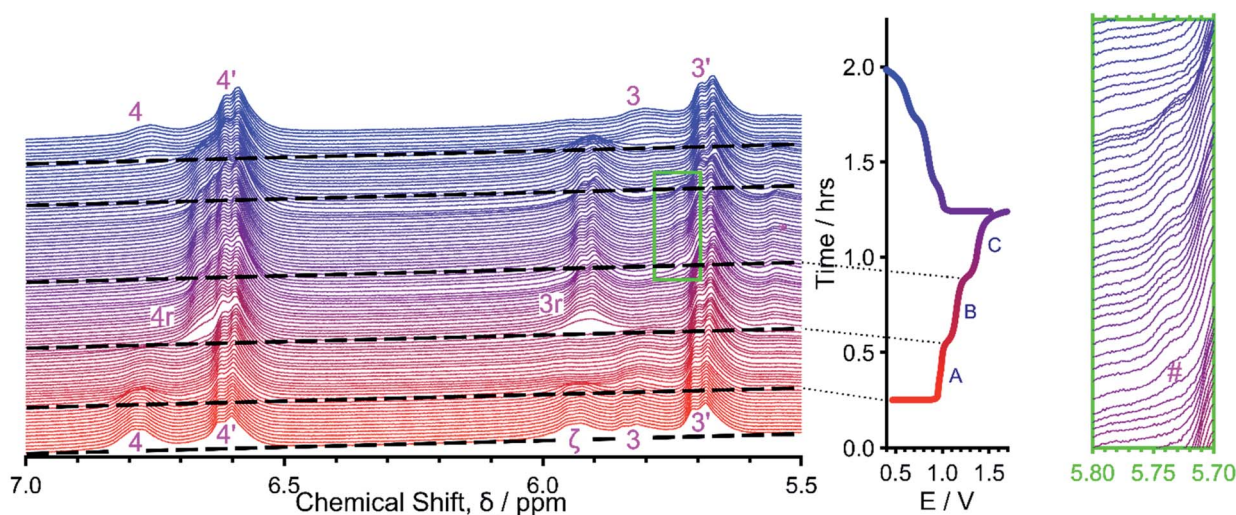 4
4'
3
3'
4r
3r
4
4'
ζ
3
3'
7.0
6.5
6.0
5.5
Chemical Shift, δ / ppm
2.0
1.5
1.0
0.5
0.0
Time / hrs
A
B
C
0.5
1.0
1.5
E / V
#
5.80
5.75
5.70